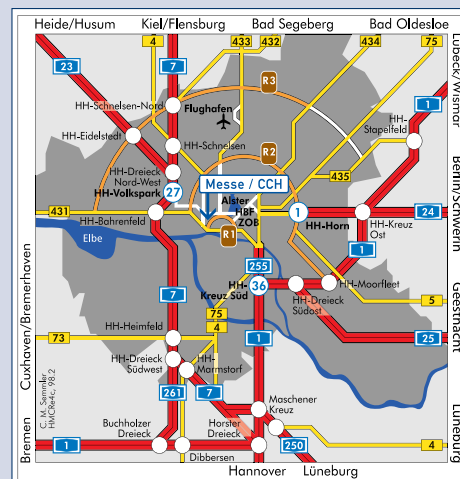 Heide/Husum
Kiel/Flensburg
Bad Segeberg
Bad Oldesloe
4
433
432
434
75
23
7
R3
Lübeck/Wismar
1
HH-Schnelsen-Nord
Flughafen
HH-Stapelfeld
HH-Eidelstedt
HH-Schnelsen
R2
HH-Dreieck
Nord-West
HH-Volkspark
27
Messe / CCH
435
Berlin/Schwerin
431
HH-Bahrenfeld
Alster
HBF
ZOB
1
HH-Horn
24
HH-Kreuz
Ost
Elbe
R1
1
255
HH-Moorfleet
Geesthacht
HH-
Kreuz Süd
36
7
HH-Dreieck
Südost
5
75
4
Cuxhaven/Bremerhaven
73
HH-Heimfeld
1
25
HH-Dreieck
Südwest
HH-
Marmstorf
261
7
C. M. Semmler
HMCRe4c, 98.2
Maschener
Kreuz
Buchholzer
Dreieck
Horster
Dreieck
Bremen
1
250
4
Lüneburg
Dibbersen
Hannover
Lüneburg